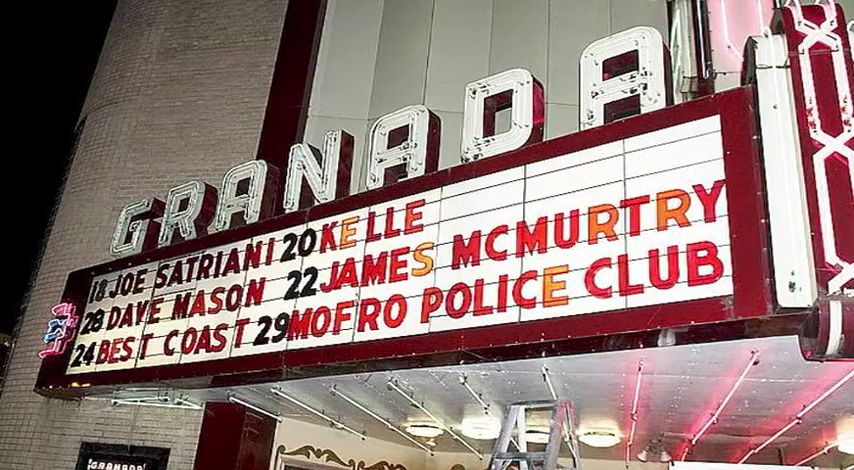 GRANADA
18 JOE SATRIANI 20 KELLE
28 DAVE MASON 22 JAMES MCMURTRY
24 BEST COAST 29 MOFRO POLICE CLUB
GRANADA